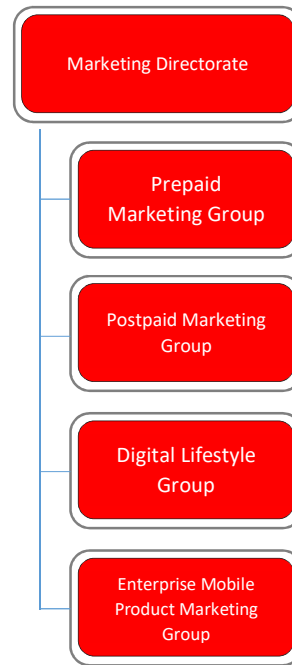 Marketing Directorate
Prepaid
Marketing Group
Postpaid Marketing
Group
Digital Lifestyle
Group
Enterprise Mobile
Product Marketing
Group